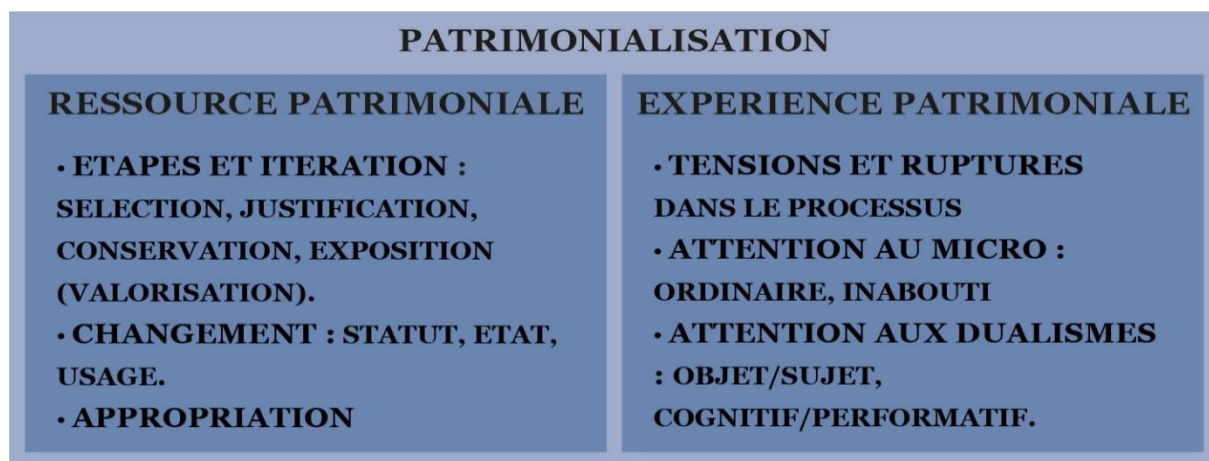 PATRIMONIALISATION
RESSOURCE PATRIMONIALE
• ETAPES ET ITERATION :
SELECTION, JUSTIFICATION,
CONSERVATION, EXPOSITION
(VALORISATION).
• CHANGEMENT : STATUT, ETAT,
USAGE.
• APPROPRIATION
EXPERIENCE PATRIMONIALE
• TENSIONS ET RUPTURES
DANS LE PROCESSUS
• ATTENTION AU MICRO :
ORDINAIRE, INABOUTI
• ATTENTION AUX DUALISMES
: OBJET/SUJET,
COGNITIF/PERFORMATIF.